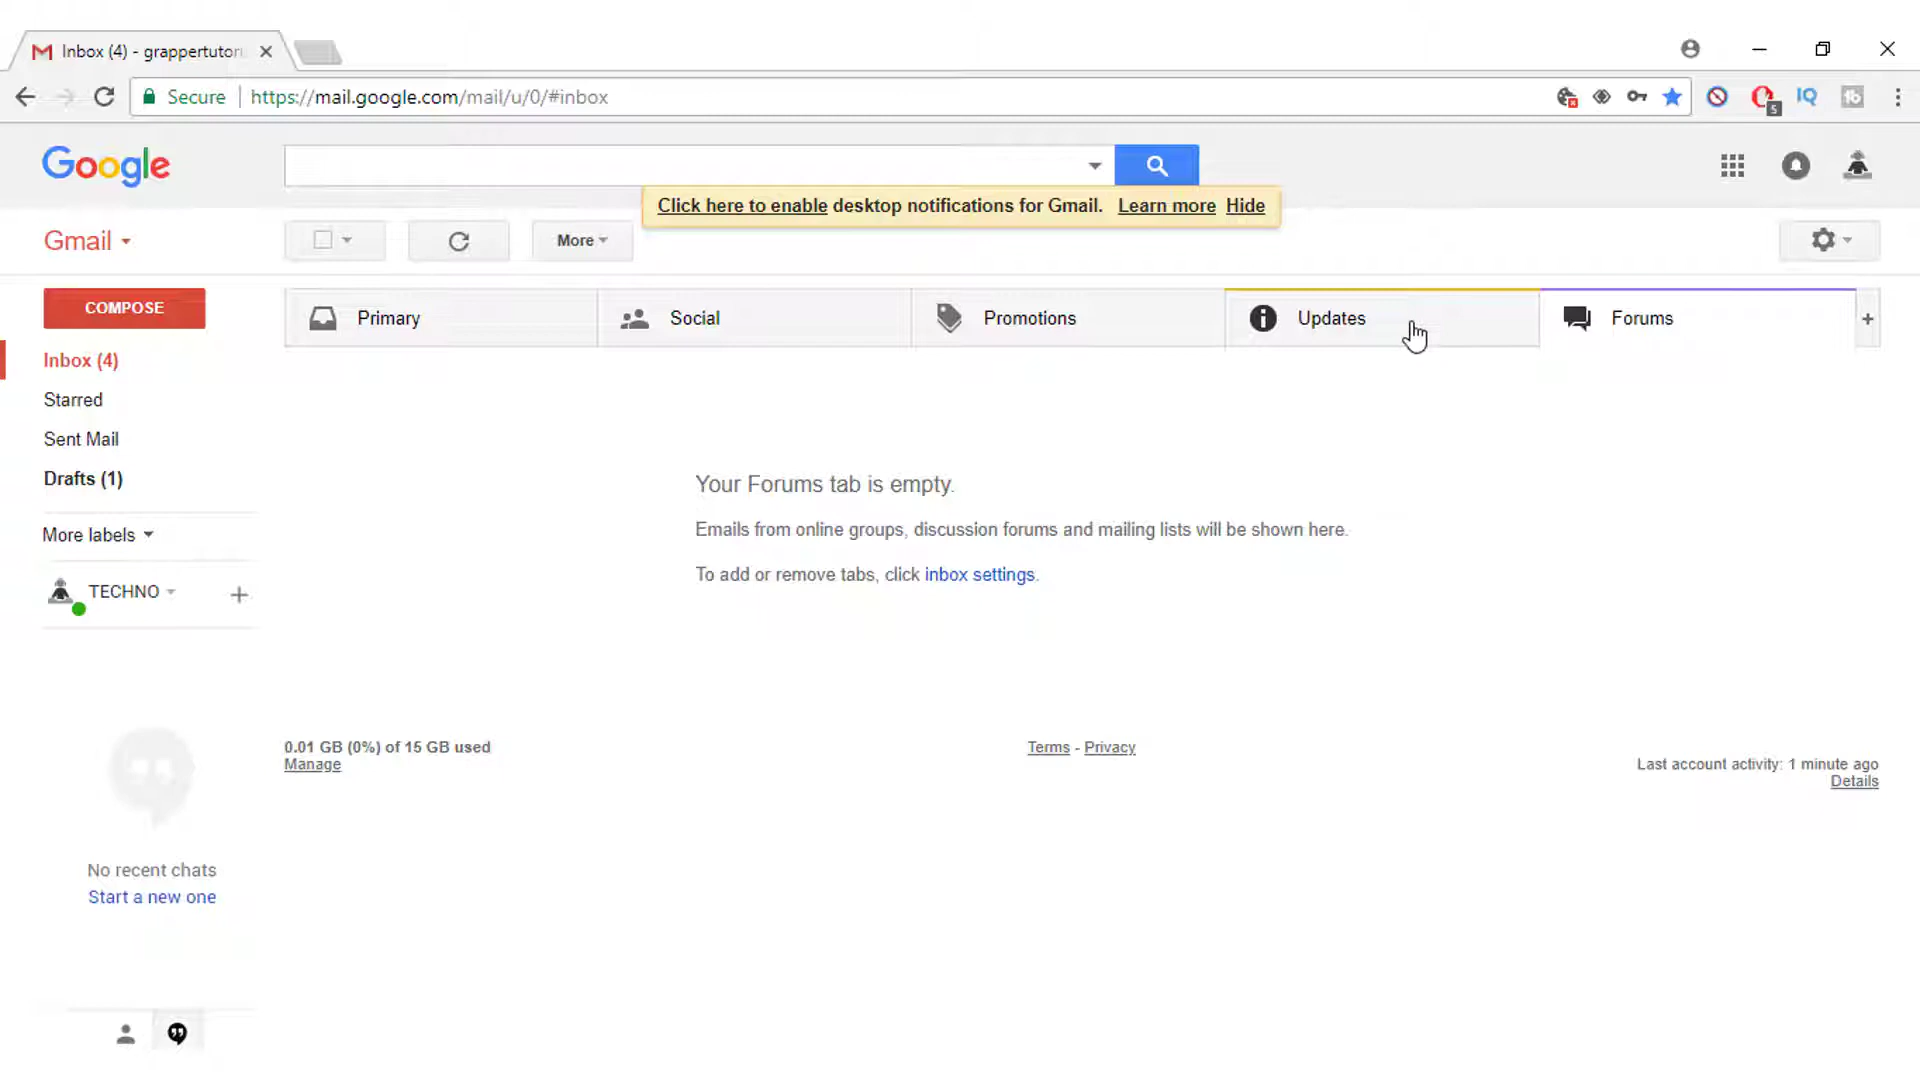 Inbox (4) - grappertutori
Secure
https://mail.google.com/mail/u/0/#inbox
5
IQ
tb
Google
Click here to enable desktop notifications for Gmail. Learn more Hide
Gmail
More
COMPOSE
Primary
Social
Promotions
Updates
Forums
+
Inbox (4)
Starred
Sent Mail
Drafts (1)
More labels
TECHNO
+
Your Forums tab is empty.
Emails from online groups, discussion forums and mailing lists will be shown here.
To add or remove tabs, click inbox settings.
0.01 GB (0%) of 15 GB used
Manage
Terms - Privacy
Last account activity: 1 minute ago
Details
No recent chats
Start a new one